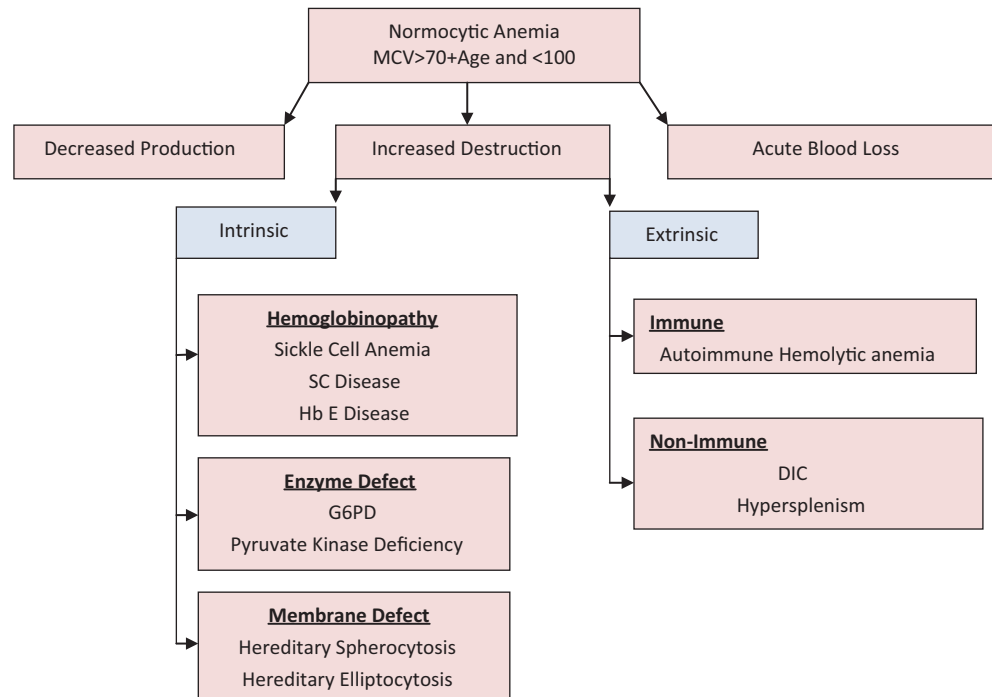 Normocytic Anemia
MCV>70+Age and <100
Decreased Production
Increased Destruction
Acute Blood Loss
Intrinsic
Extrinsic
Hemoglobinopathy
Sickle Cell Anemia
SC Disease
Hb E Disease
Immune
Autoimmune Hemolytic anemia
Non-Immune
DIC
Hypersplenism
Enzyme Defect
G6PD
Pyruvate Kinase Deficiency
Membrane Defect
Hereditary Spherocytosis
Hereditary Elliptocytosis